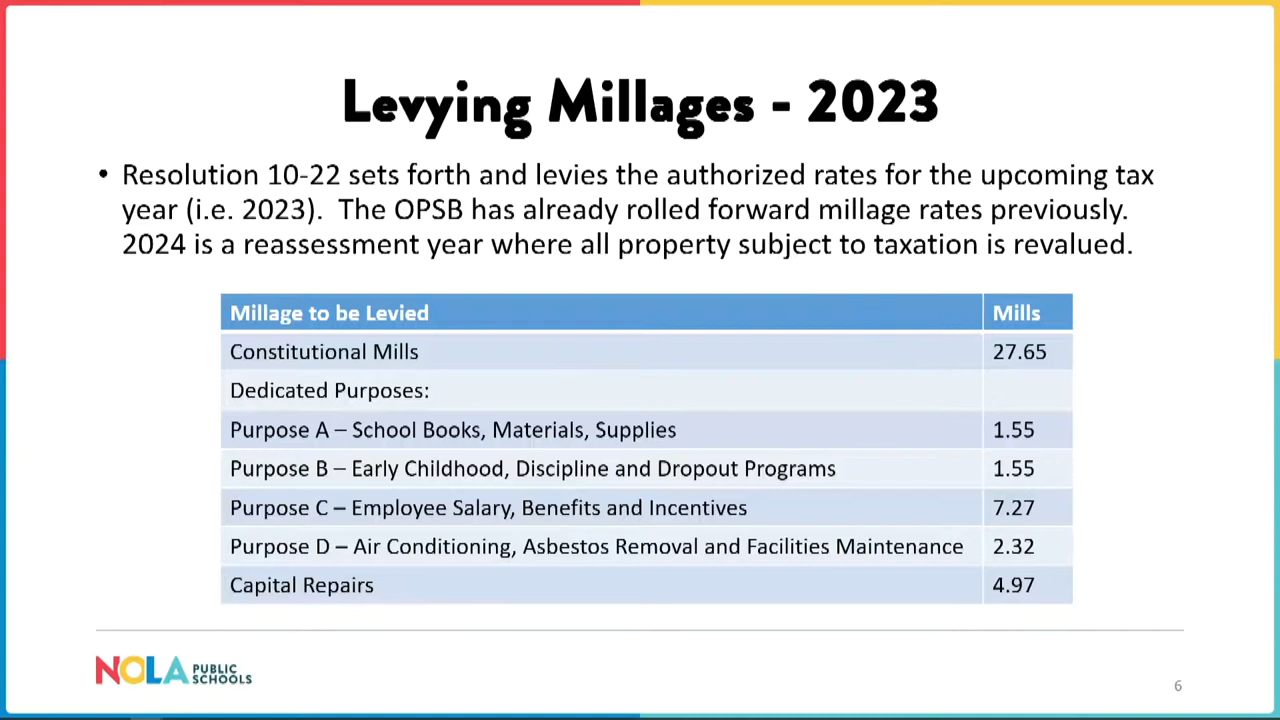 Levying Millages - 2023
• Resolution 10-22 sets forth and levies the authorized rates for the upcoming tax
year (i.e. 2023).  The OPSB has already rolled forward millage rates previously.
2024 is a reassessment year where all property subject to taxation is revalued.
Millage to be Levied Mills
Constitutional Mills 27.65
Dedicated Purposes:
Purpose A – School Books, Materials, Supplies 1.55
Purpose B – Early Childhood, Discipline and Dropout Programs 1.55
Purpose C – Employee Salary, Benefits and Incentives 7.27
Purpose D – Air Conditioning, Asbestos Removal and Facilities Maintenance 2.32
Capital Repairs 4.97
NOLA PUBLIC
SCHOOLS
6